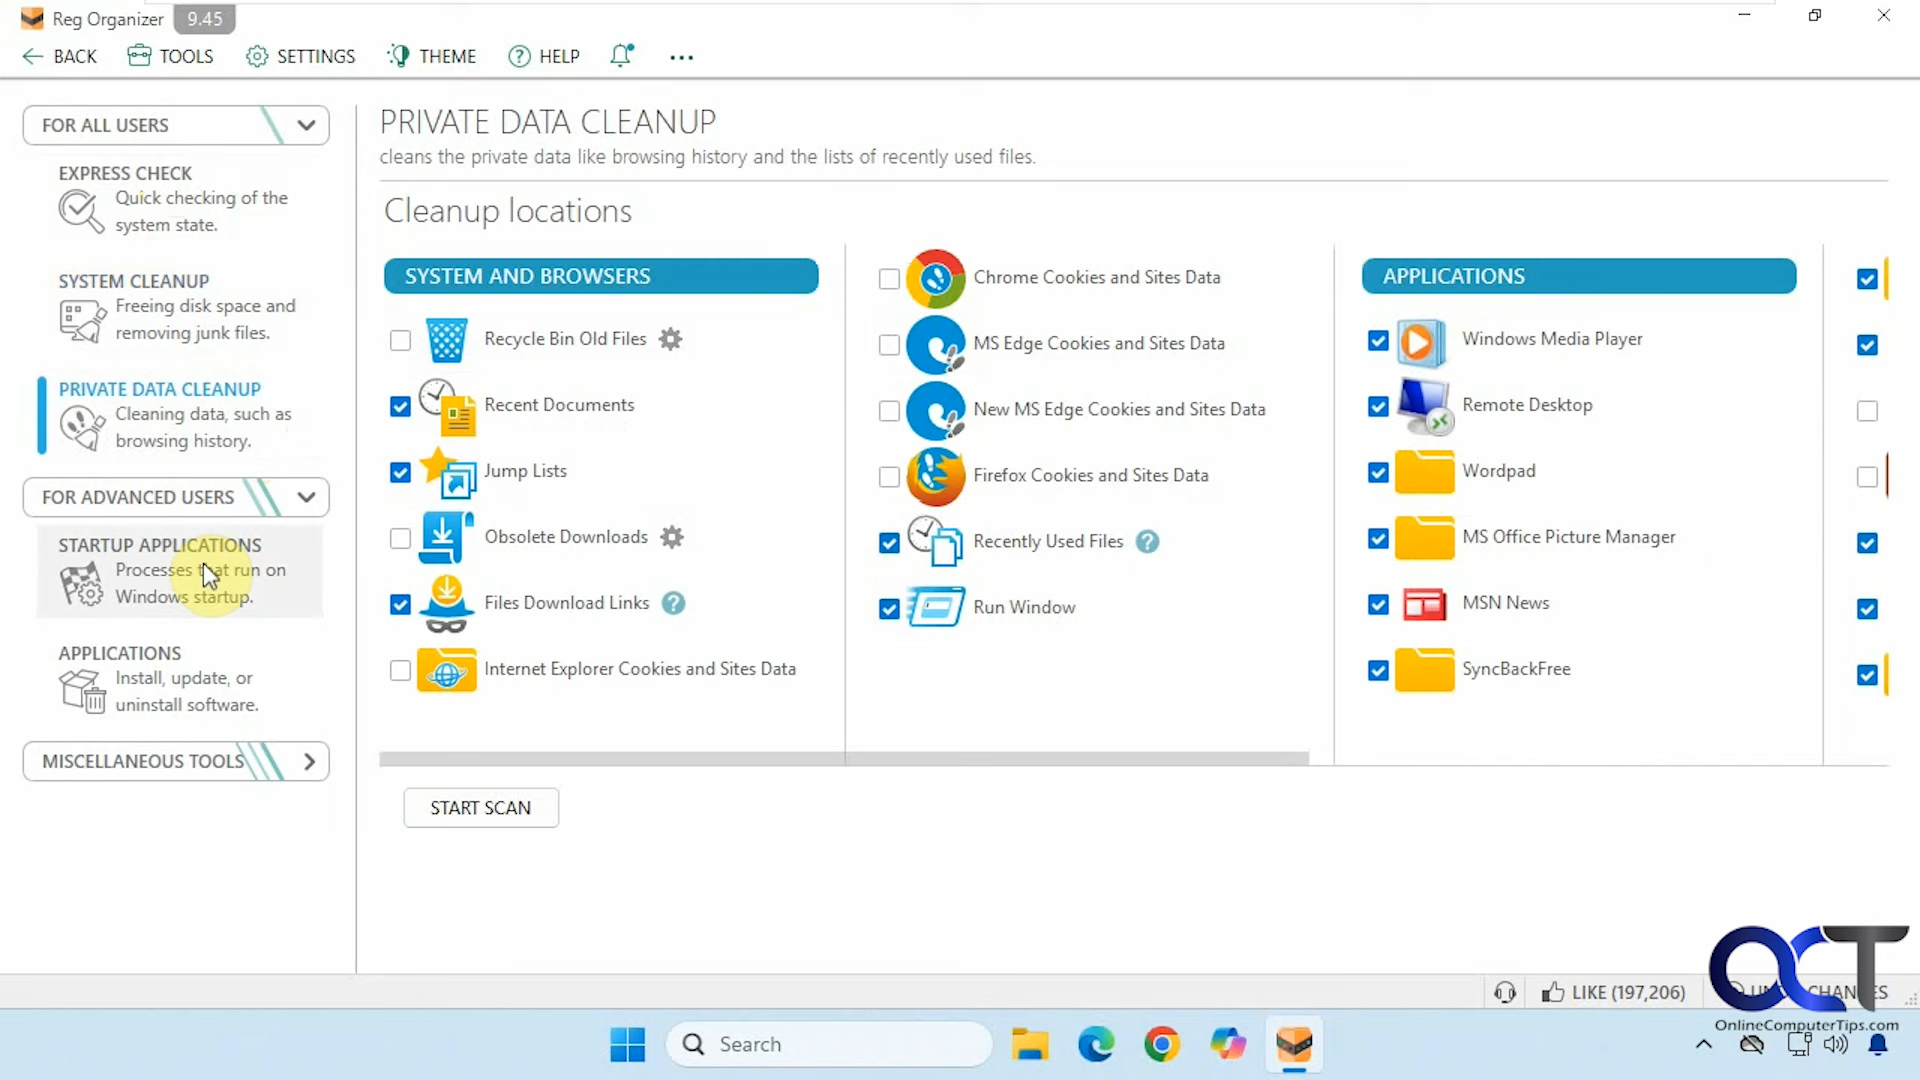 Reg Organizer 9.45
BACK TOOLS SETTINGS THEME HELP
FOR ALL USERS
EXPRESS CHECK
Quick checking of the
system state.
SYSTEM CLEANUP
Freeing disk space and
removing junk files.
PRIVATE DATA CLEANUP
Cleaning data, such as
browsing history.
FOR ADVANCED USERS
STARTUP APPLICATIONS
Processes that run on
Windows startup.
APPLICATIONS
Install, update, or
uninstall software.
MISCELLANEOUS TOOLS
PRIVATE DATA CLEANUP
cleans the private data like browsing history and the lists of recently used files.
Cleanup locations
SYSTEM AND BROWSERS
Recycle Bin Old Files
Recent Documents
Jump Lists
Obsolete Downloads
Files Download Links
Internet Explorer Cookies and Sites Data
Chrome Cookies and Sites Data
MS Edge Cookies and Sites Data
New MS Edge Cookies and Sites Data
Firefox Cookies and Sites Data
Recently Used Files
Run Window
APPLICATIONS
Windows Media Player
Remote Desktop
Wordpad
MS Office Picture Manager
MSN News
SyncBackFree
START SCAN
LIKE (197,206)
OCT
OnlineComputerTips.com
Search